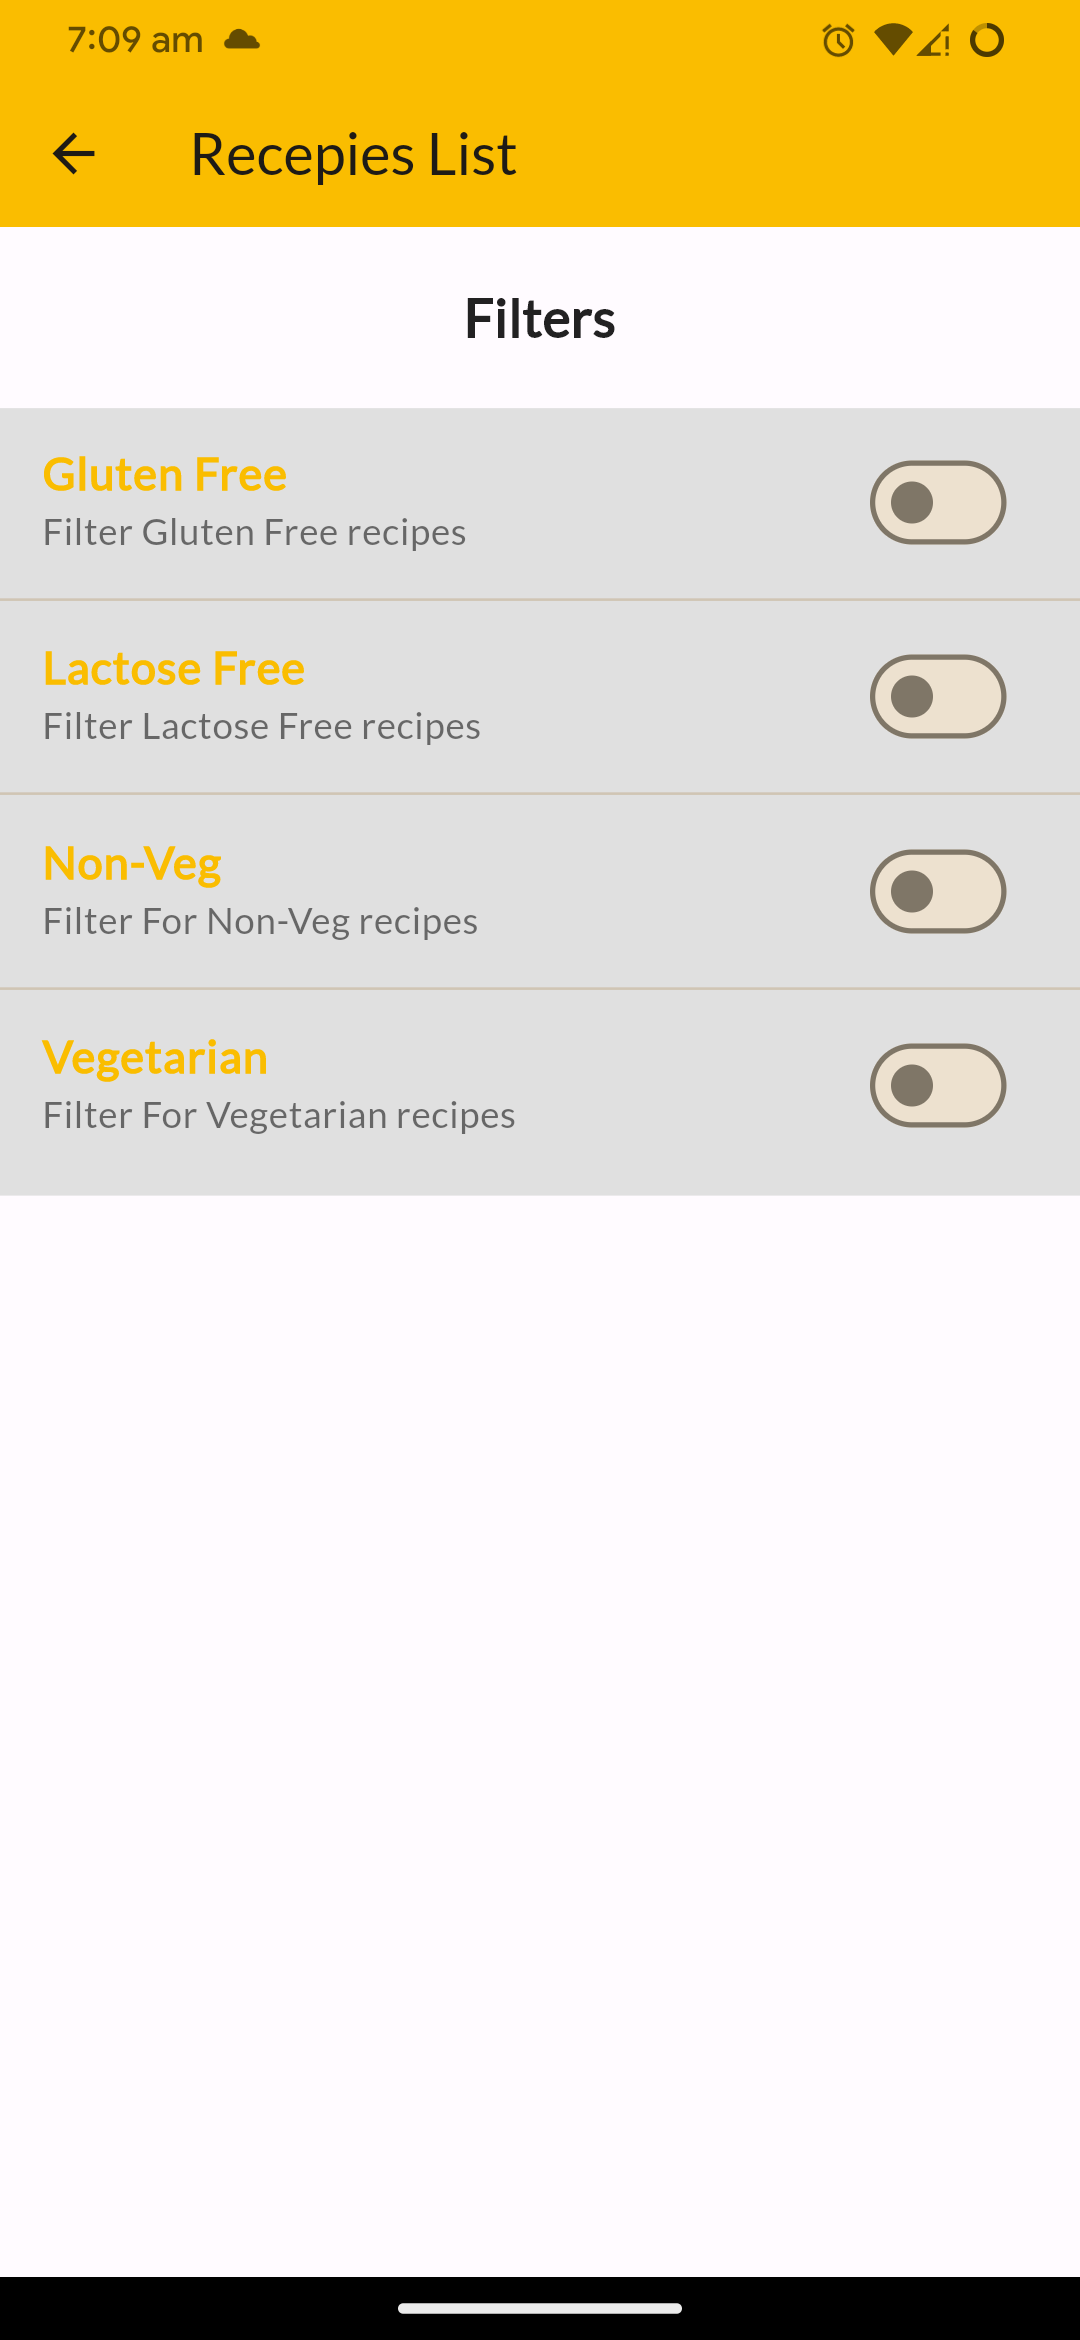 7:09 am
Recepies List
Filters
Gluten Free
Filter Gluten Free recipes
Lactose Free
Filter Lactose Free recipes
Non-Veg
Filter For Non-Veg recipes
Vegetarian
Filter For Vegetarian recipes